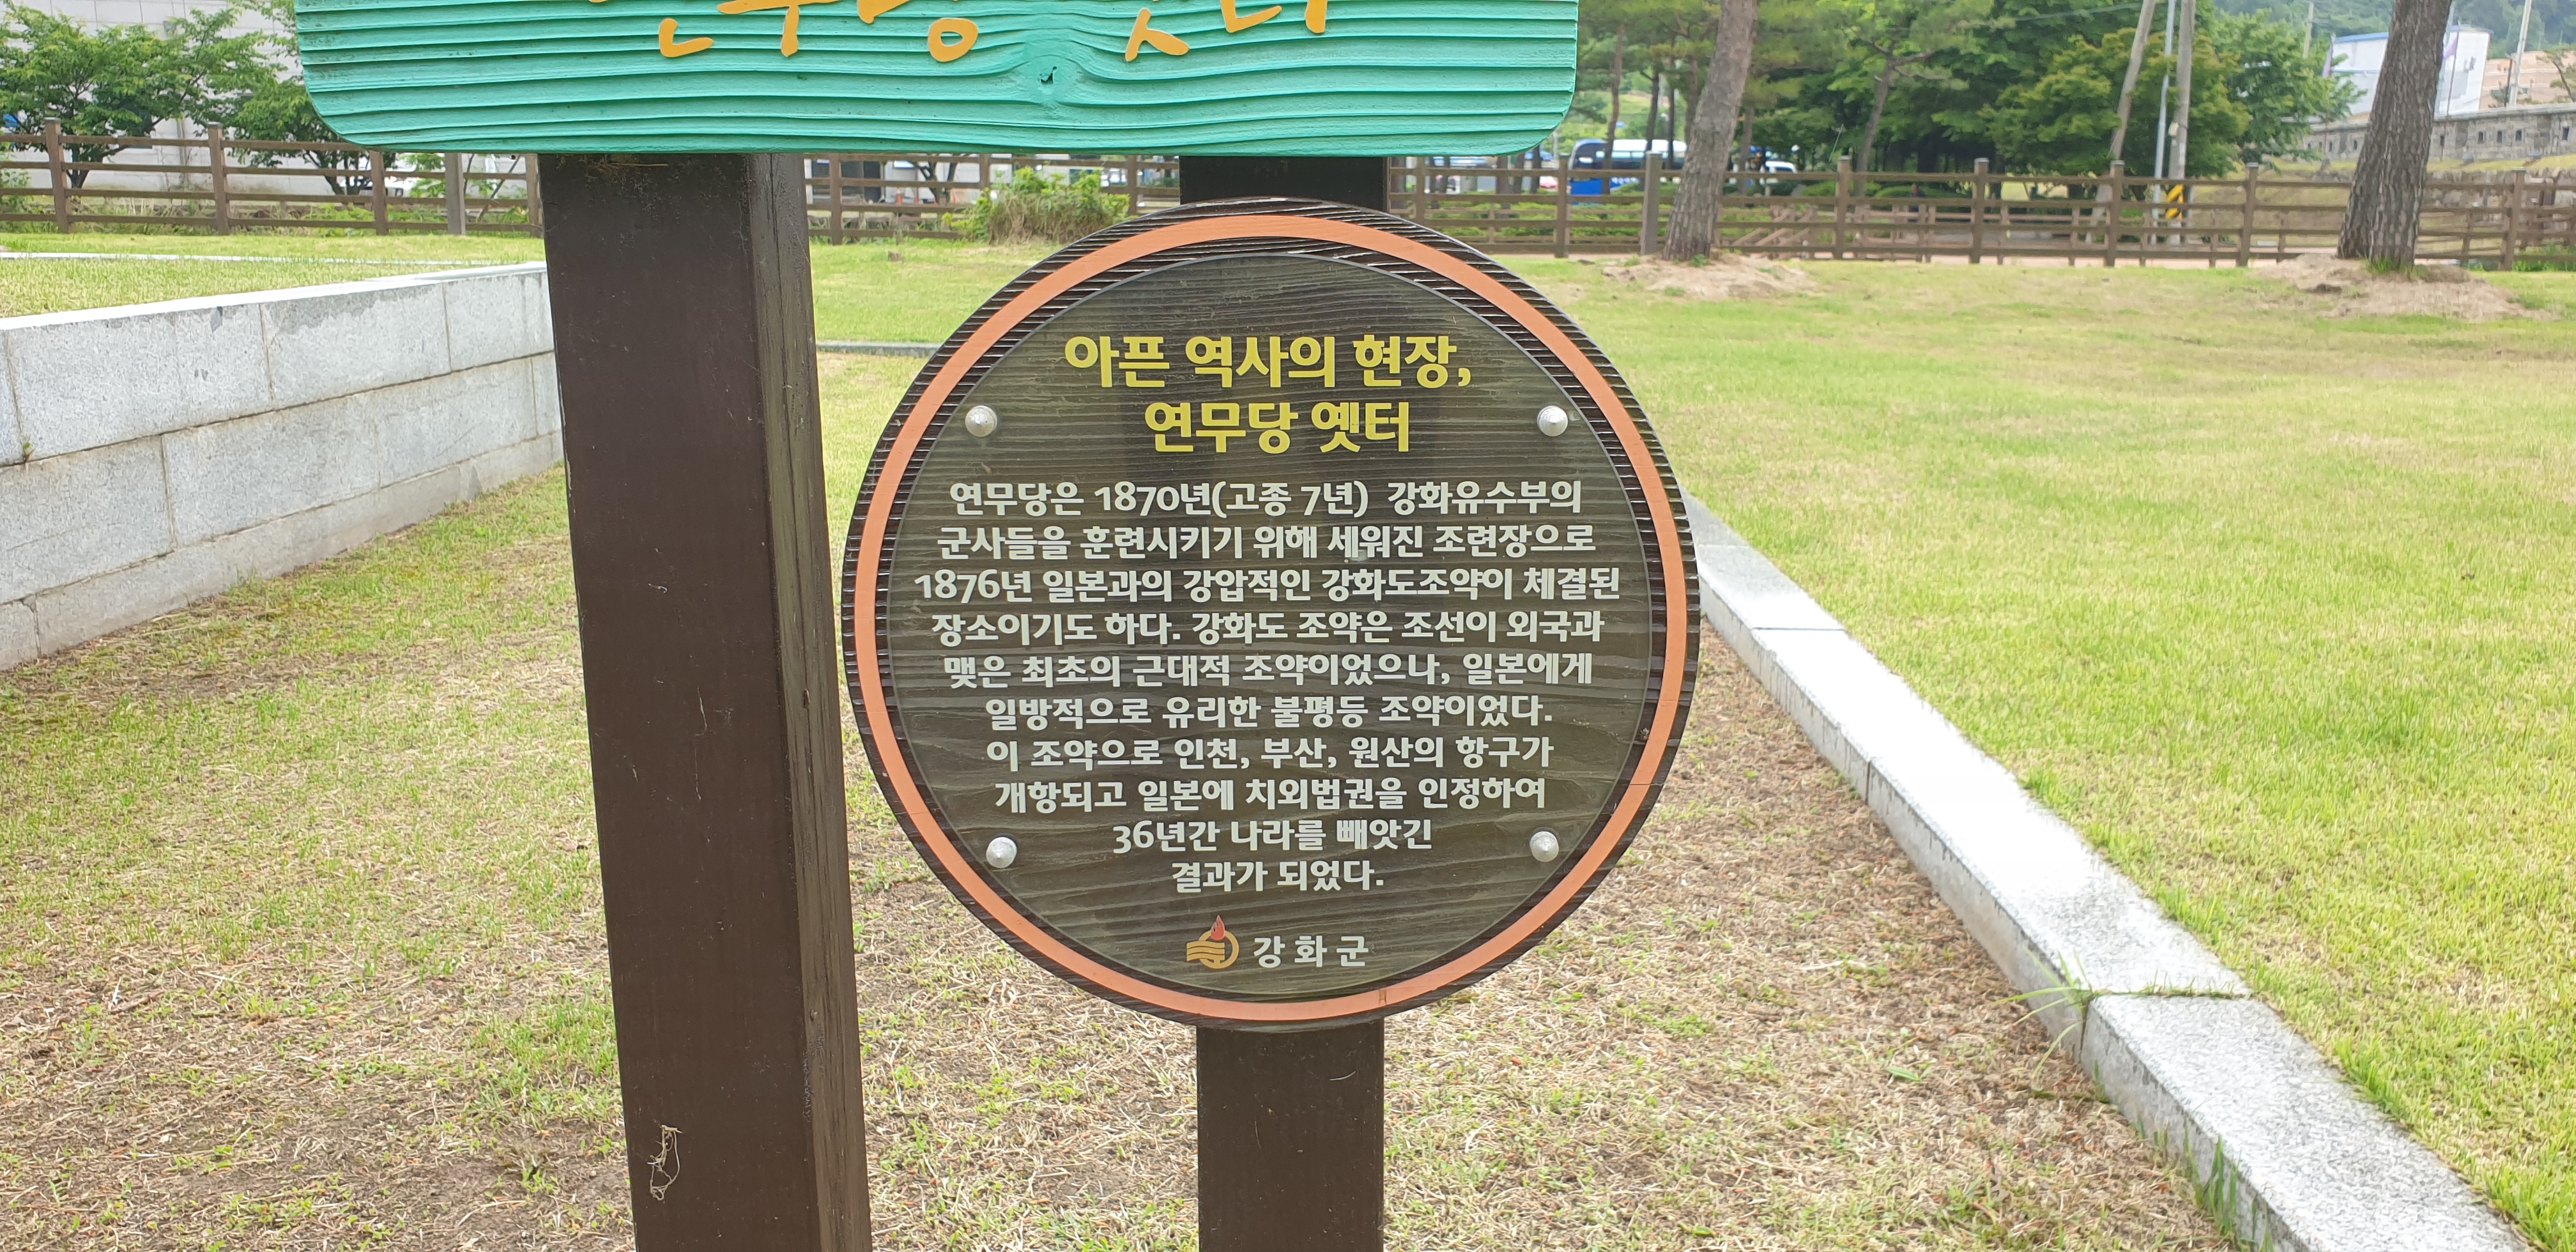 연무당 옛터
아픈 역사의 현장,
연무당 옛터
연무당은 1870년(고종 7년) 강화유수부의
군사들을 훈련시키기 위해 세워진 조련장으로
1876년 일본과의 강압적인 강화도조약이 체결된
장소이기도 하다. 강화도 조약은 조선이 외국과
맺은 최초의 근대적 조약이었으나, 일본에게
일방적으로 유리한 불평등 조약이었다.
이 조약으로 인천, 부산, 원산의 항구가
개항되고 일본에 치외법권을 인정하여
36년간 나라를 빼앗긴
결과가 되었다.
강화군